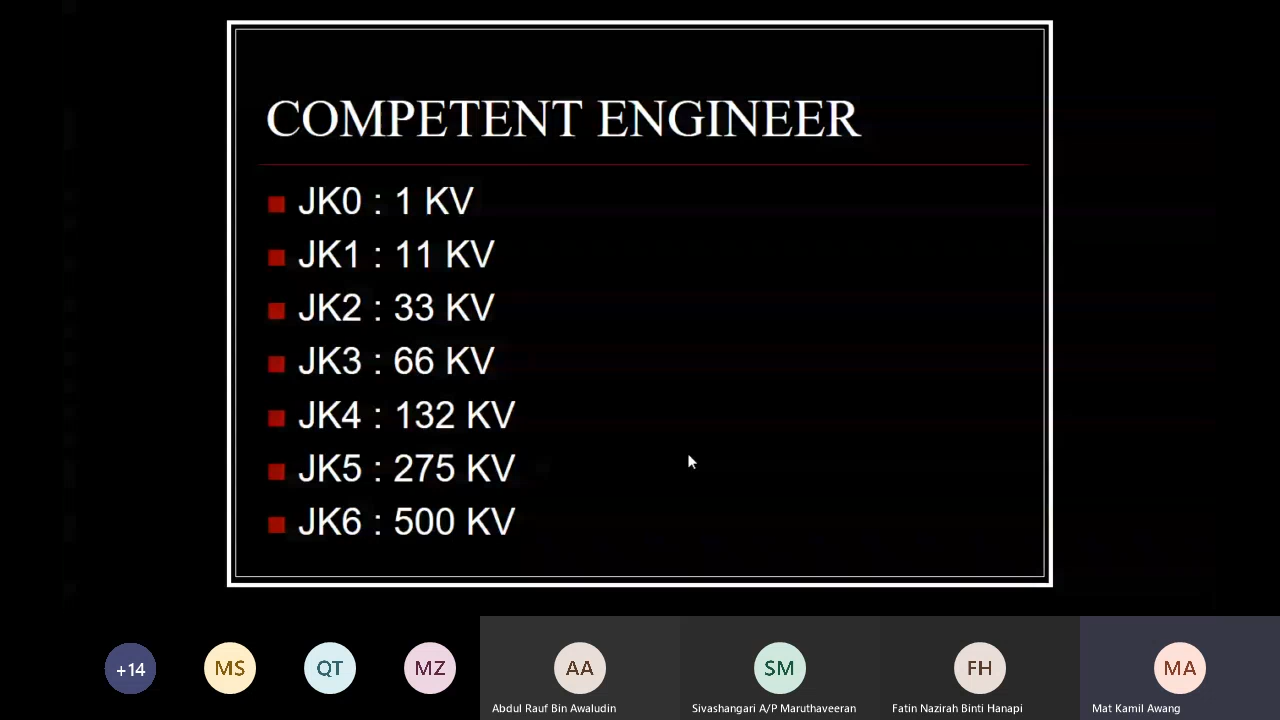 COMPETENT ENGINEER
JK0 : 1 KV
JK1 : 11 KV
JK2 : 33 KV
JK3 : 66 KV
JK4 : 132 KV
JK5 : 275 KV
JK6 : 500 KV
+14
MS
QT
MZ
AA
SM
FH
MA
Abdul Rauf Bin Awaludin
Sivashangari A/P Maruthaveeran
Fatin Nazirah Binti Hanapi
Mat Kamil Awang